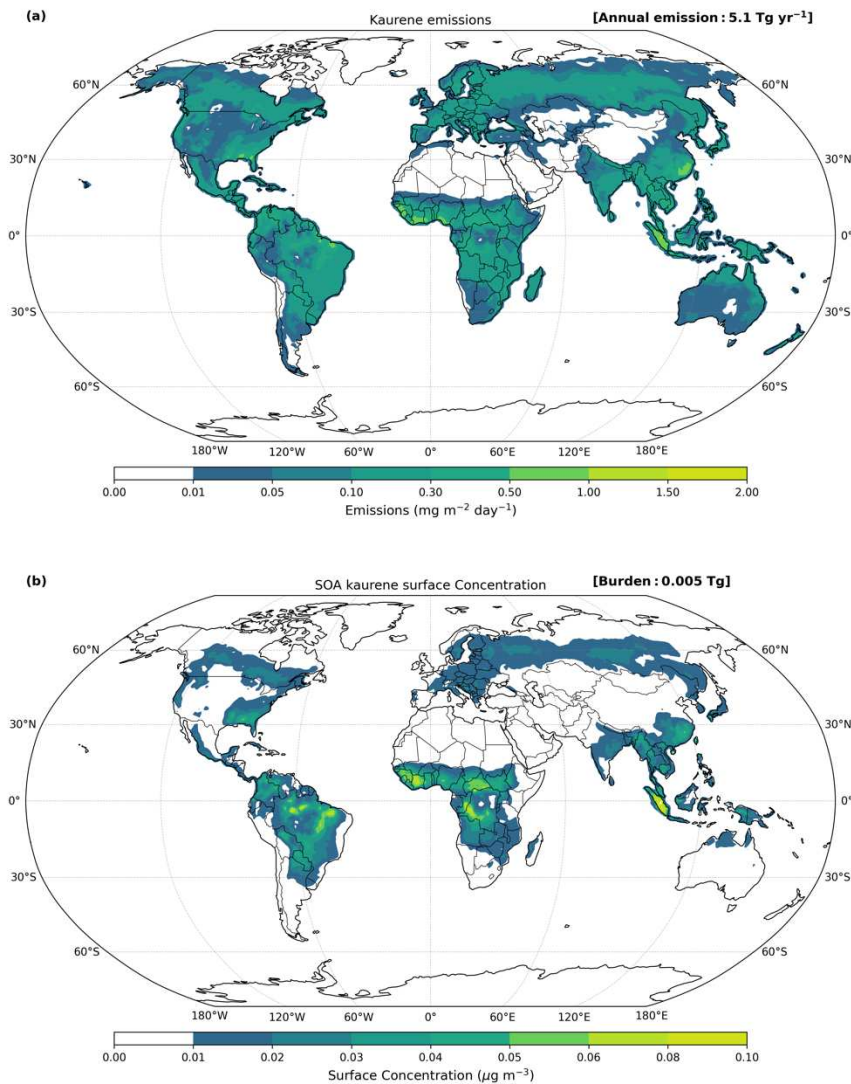 (a)
Kaurene emissions
[Annual emission : 5.1 Tg yr⁻¹]
60°N
60°N
30°N
30°N
0°
0°
30°S
30°S
60°S
60°S
180°W
120°W
60°W
0°
60°E
120°E
180°E
0.00
0.01
0.05
0.10
0.30
0.50
1.00
1.50
2.00
Emissions (mg m⁻² day⁻¹)
(b)
SOA kaurene surface Concentration
[Burden : 0.005 Tg]
60°N
60°N
30°N
30°N
0°
0°
30°S
30°S
60°S
60°S
120°W
60°W
0°
60°E
120°E
180°E
0.00
0.01
0.02
0.03
0.04
0.05
0.06
0.08
0.10
Surface Concentration (μg m⁻³)